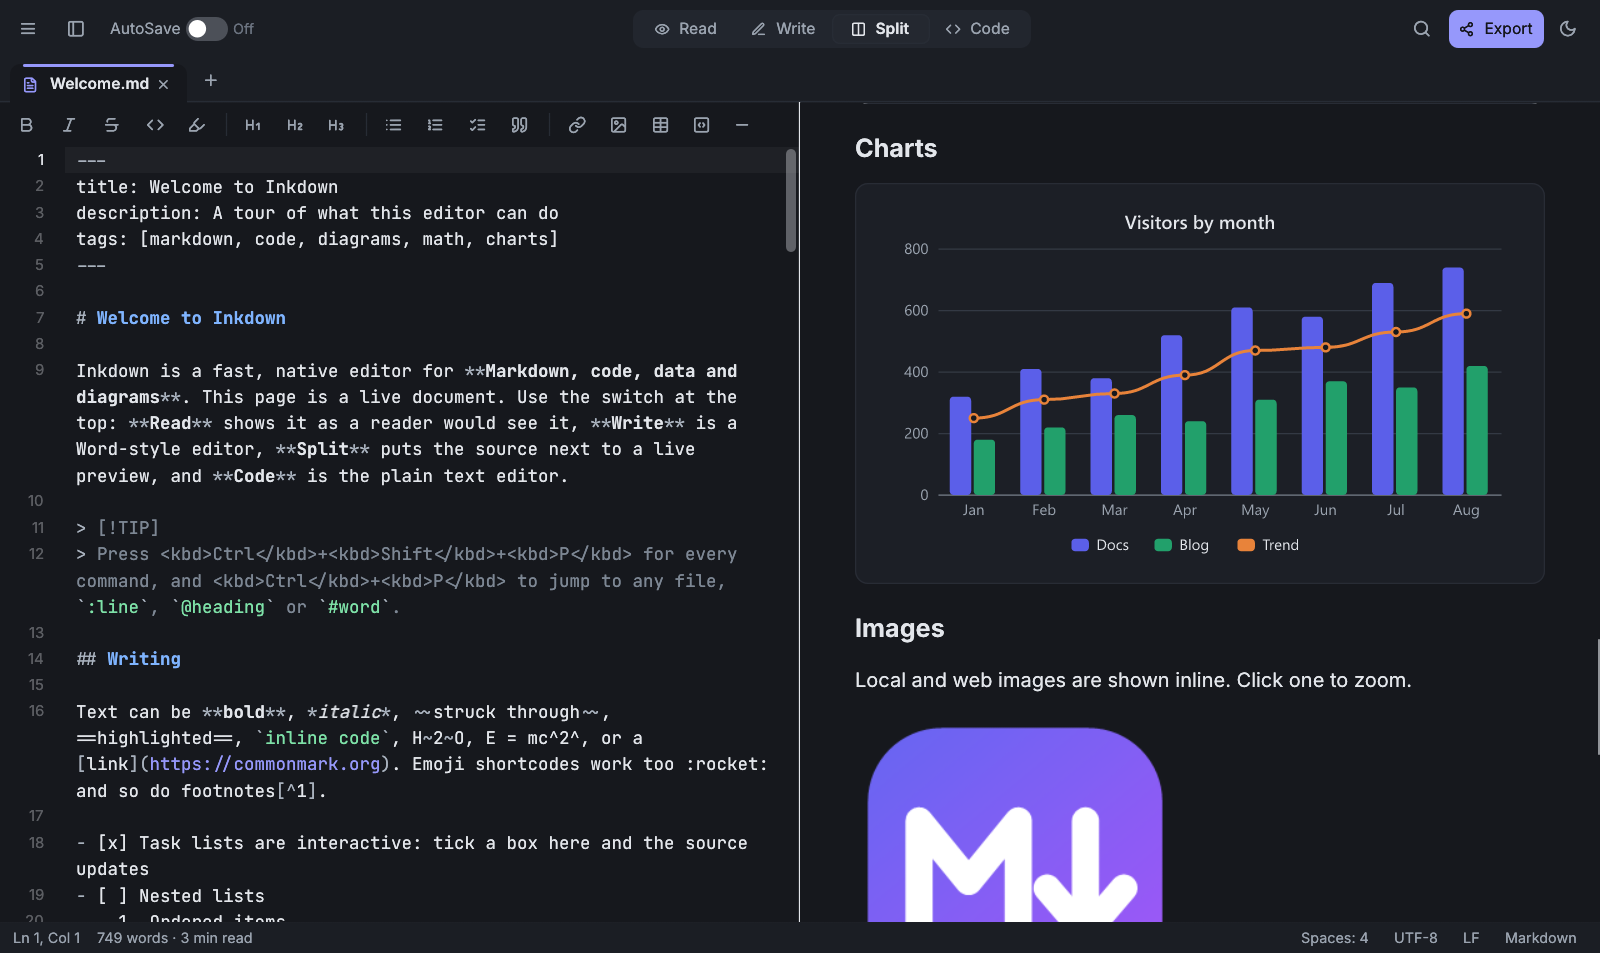 AutoSave Off Read Write Split Code Export
Welcome.md
H1 H2 H3
1 ---
2 title: Welcome to Inkdown
3 description: A tour of what this editor can do
4 tags: [markdown, code, diagrams, math, charts]
5 ---
6
7 # Welcome to Inkdown
8
9 Inkdown is a fast, native editor for **Markdown, code, data and
diagrams**. This page is a live document. Use the switch at the
top: **Read** shows it as a reader would see it, **Write** is a
Word-style editor, **Split** puts the source next to a live
preview, and **Code** is the plain text editor.
10
11 > [!TIP]
12 > Press <kbd>Ctrl</kbd>+<kbd>Shift</kbd>+<kbd>P</kbd> for every
command, and <kbd>Ctrl</kbd>+<kbd>P</kbd> to jump to any file,
`:line`, `@heading` or `#word`.
13
14 ## Writing
15
16 Text can be **bold**, *italic*, ~~struck through~~,
==highlighted==, `inline code`, H~2~O, E = mc^2^, or a
[link](https://commonmark.org). Emoji shortcodes work too :rocket:
and so do footnotes[^1].
17
18 - [x] Task lists are interactive: tick a box here and the source
updates
19 - [ ] Nested lists
20 1. Ordered items
Charts
Visitors by month
800
600
400
200
0
Jan Feb Mar Apr May Jun Jul Aug
Docs Blog Trend
Images
Local and web images are shown inline. Click one to zoom.
M
Ln 1, Col 1 749 words · 3 min read Spaces: 4 UTF-8 LF Markdown